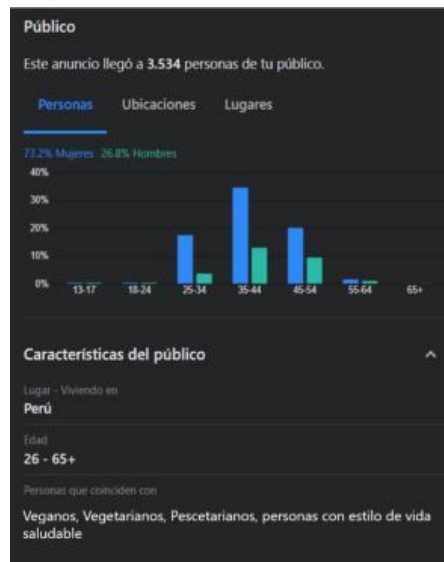 Público
Este anuncio llegó a 3.534 personas de tu público.
Personas Ubicaciones Lugares
73.2% Mujeres 26.8% Hombres
40%
30%
20%
10%
0%
13-17 18-24 25-34 35-44 45-54 55-64 65+
Características del público
Lugar - Viviendo en
Perú
Edad
26 - 65+
Personas que coinciden con
Veganos, Vegetarianos, Pescetarianos, personas con estilo de vida
saludable